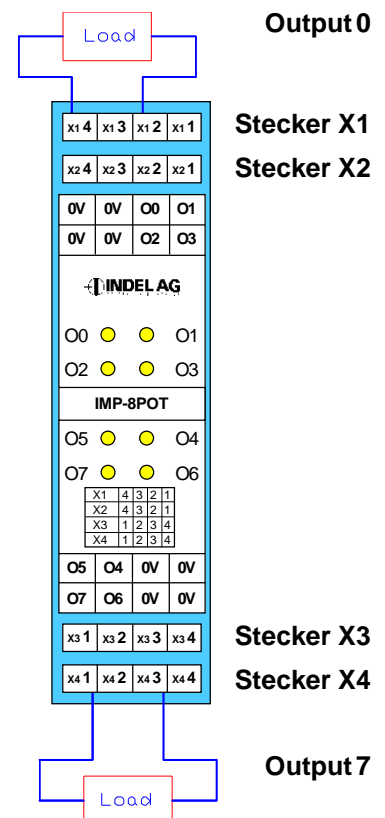 Output 0
Load
x1 4 x1 3 x1 2 x1 1 Stecker X1
x2 4 x2 3 x2 2 x2 1 Stecker X2
0V 0V O0 O1
0V 0V O2 O3
INDEL AG
O0 O1
O2 O3
IMP-8POT
O5 O4
O7 O6
X1 4 3 2 1
X2 4 3 2 1
X3 1 2 3 4
X4 1 2 3 4
O5 O4 0V 0V
O7 O6 0V 0V
x3 1 x3 2 x3 3 x3 4 Stecker X3
x4 1 x4 2 x4 3 x4 4 Stecker X4
Output 7
Load